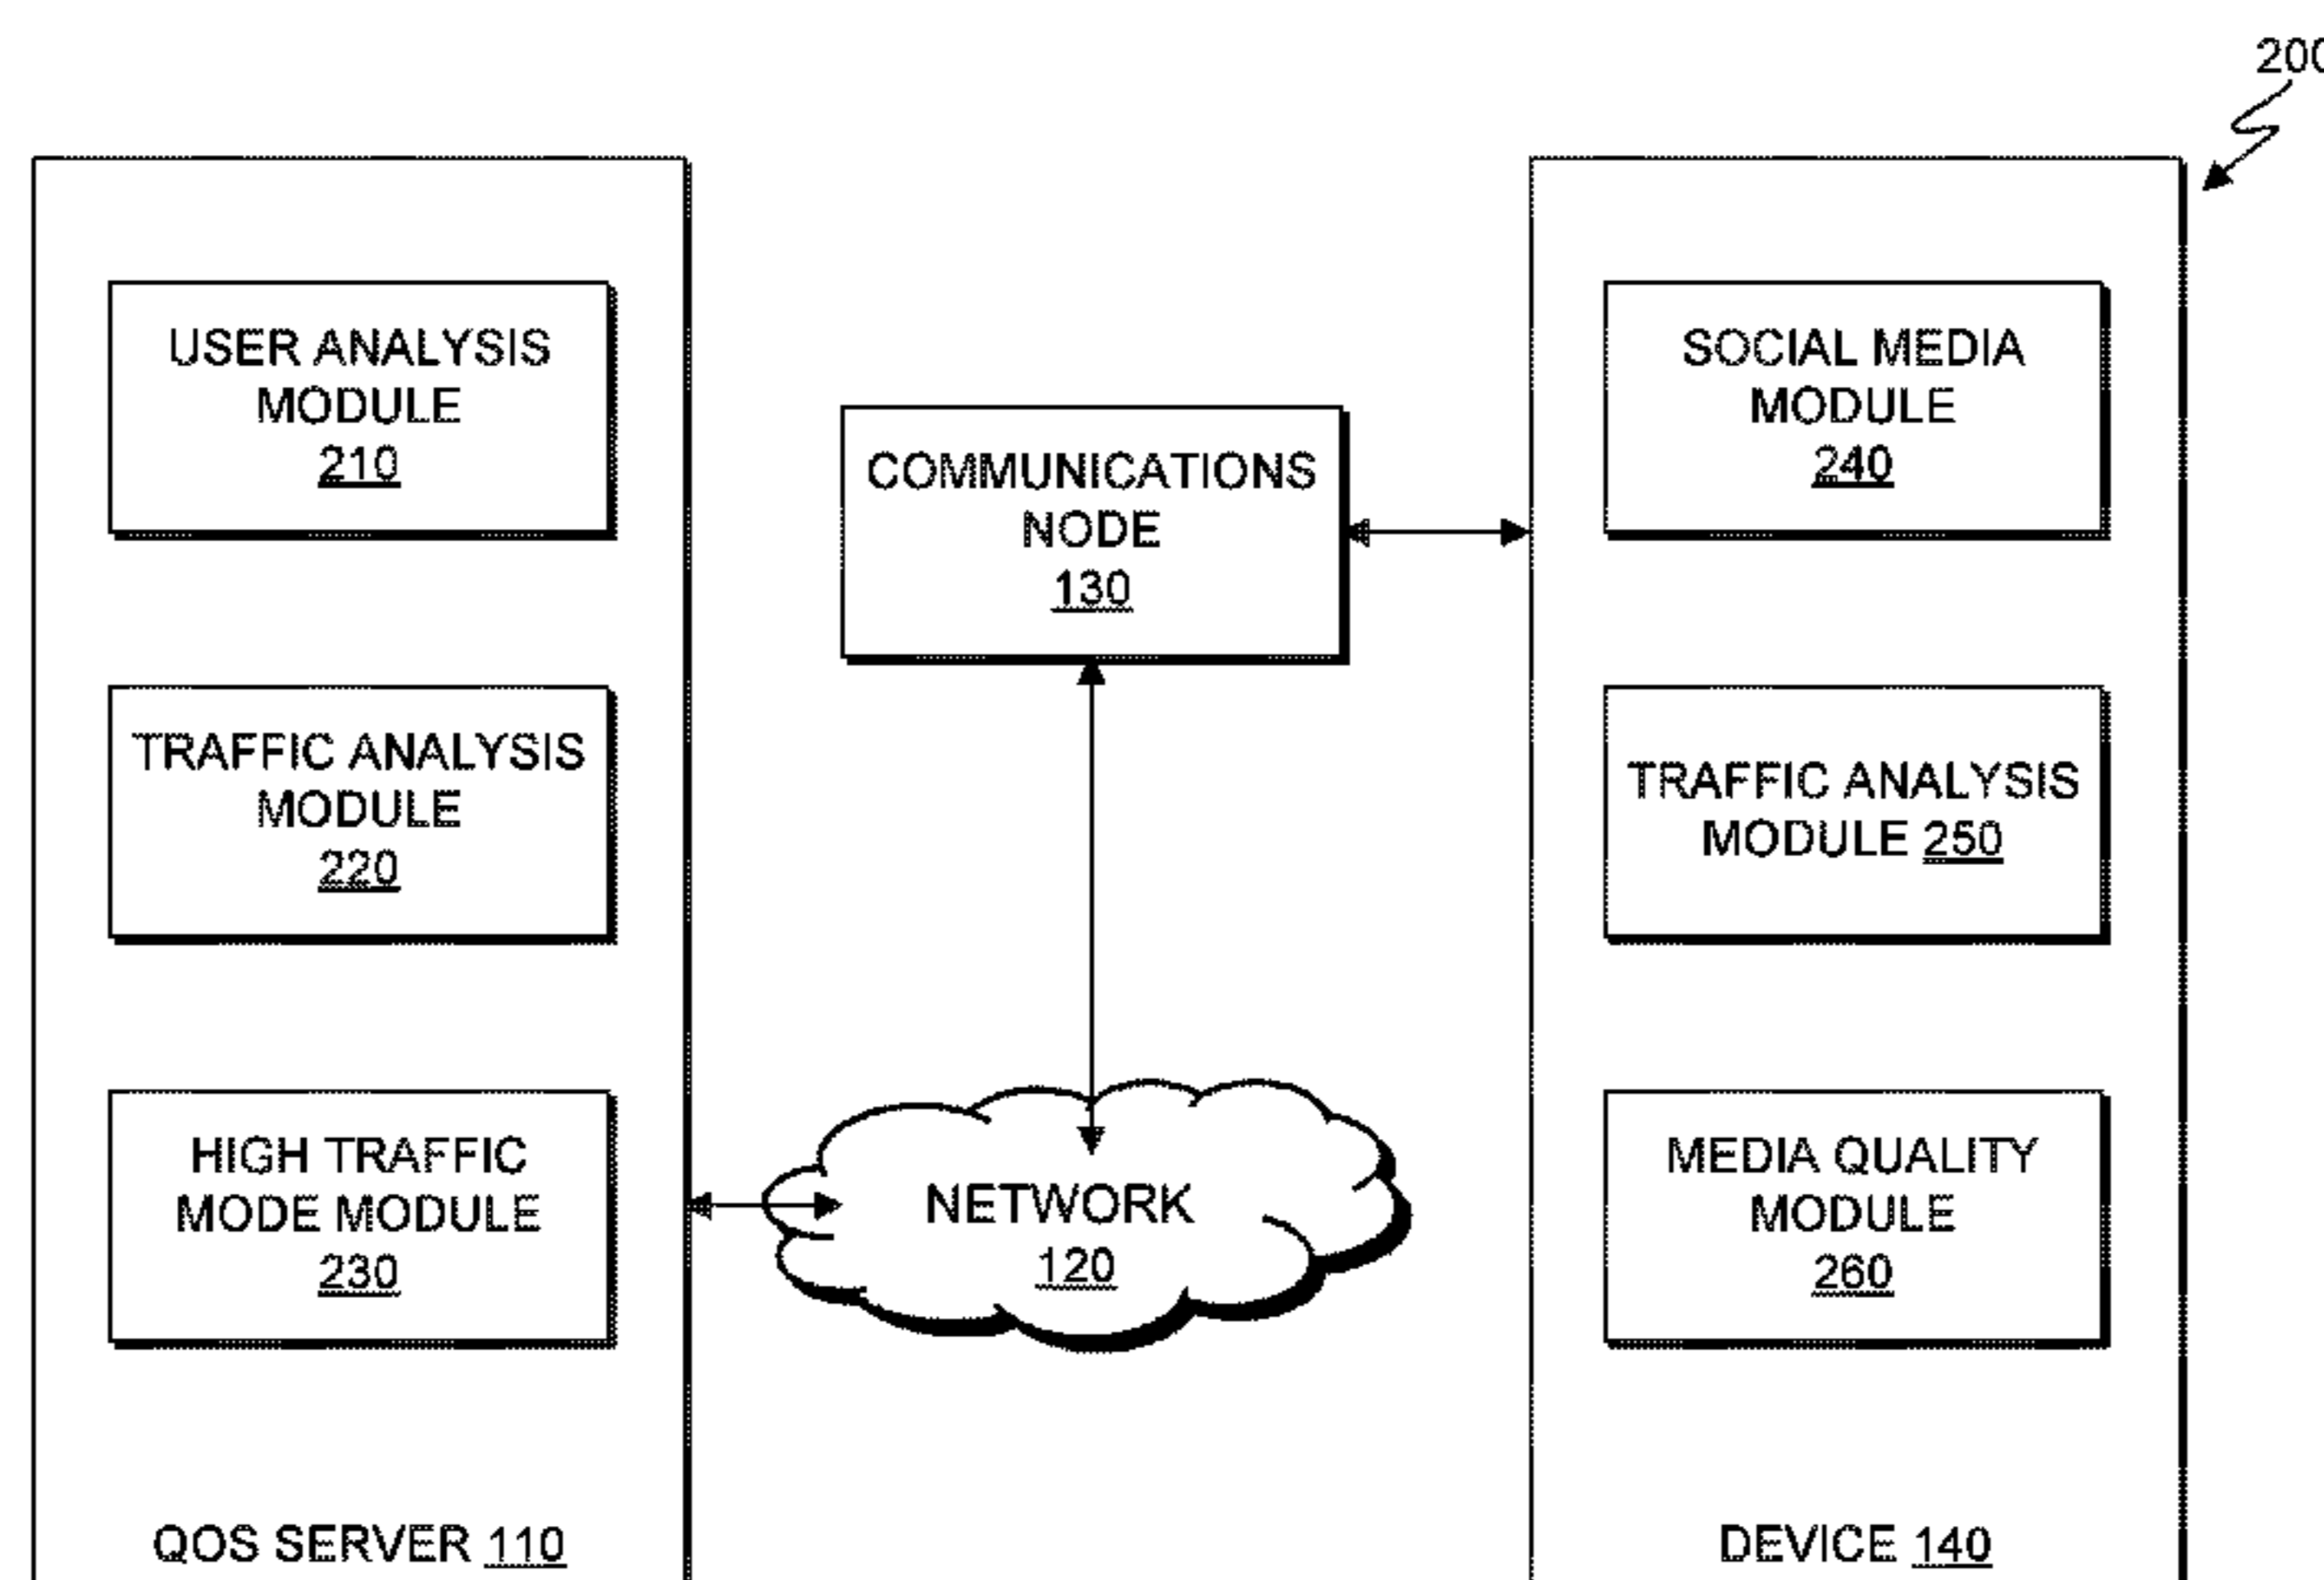 200
USER ANALYSIS
MODULE
210
TRAFFIC ANALYSIS
MODULE
220
HIGH TRAFFIC
MODE MODULE
230
QOS SERVER 110
COMMUNICATIONS
NODE
130
NETWORK
120
SOCIAL MEDIA
MODULE
240
TRAFFIC ANALYSIS
MODULE 250
MEDIA QUALITY
MODULE
260
DEVICE 140